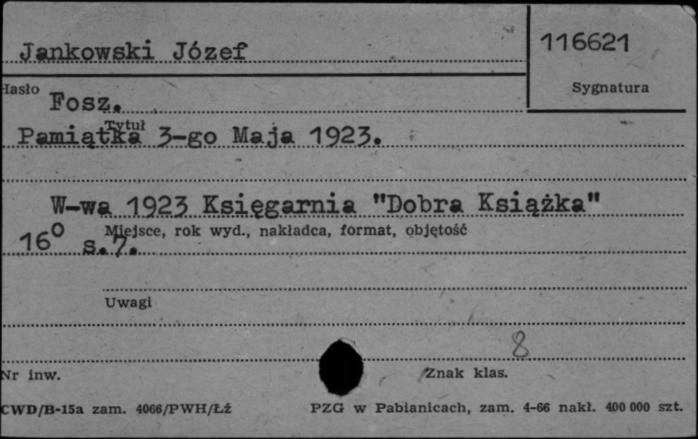 Jankowski Józef
116621
Hasło
Sygnatura
Fosz.
Tytuł
Pamiątka 3-go Maja 1923.
W-wa 1923 Księgarnia "Dobra Książka"
Miejsce, rok wyd., nakładca, format, objętość
16⁰ s.7.
Uwagi
8
Nr inw.
Znak klas.
CWD/B-15a zam. 4066/PWH/Łź
PZG w Pabianicach, zam. 4-66 nakł. 400 000 szt.